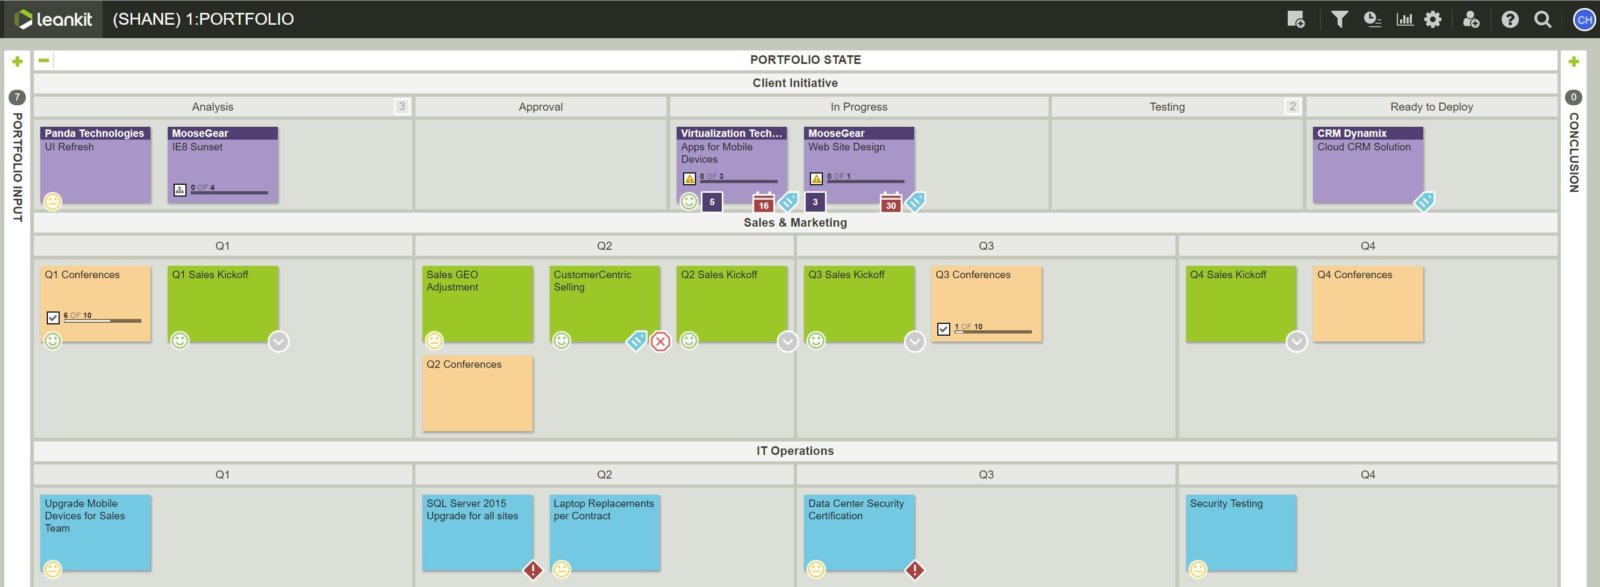 leankit (SHANE) 1:PORTFOLIO
CH
PORTFOLIO STATE
7
PORTFOLIO INPUT
0
CONCLUSION
Client Initiative
Analysis 3 Approval In Progress Testing 2 Ready to Deploy
Panda Technologies
UI Refresh
MooseGear
IE8 Sunset
0 OF 4
Virtualization Tech...
Apps for Mobile
Devices
0 OF 3
5
16
MooseGear
Web Site Design
0 OF 1
3
30
CRM Dynamix
Cloud CRM Solution
Sales & Marketing
Q1 Q2 Q3 Q4
Q1 Conferences
6 OF 10
Q1 Sales Kickoff
Sales GEO
Adjustment
CustomerCentric
Selling
Q2 Sales Kickoff
Q2 Conferences
Q3 Sales Kickoff
Q3 Conferences
1 OF 10
Q4 Sales Kickoff
Q4 Conferences
IT Operations
Q1 Q2 Q3 Q4
Upgrade Mobile
Devices for Sales
Team
SQL Server 2015
Upgrade for all sites
Laptop Replacements
per Contract
Data Center Security
Certification
Security Testing